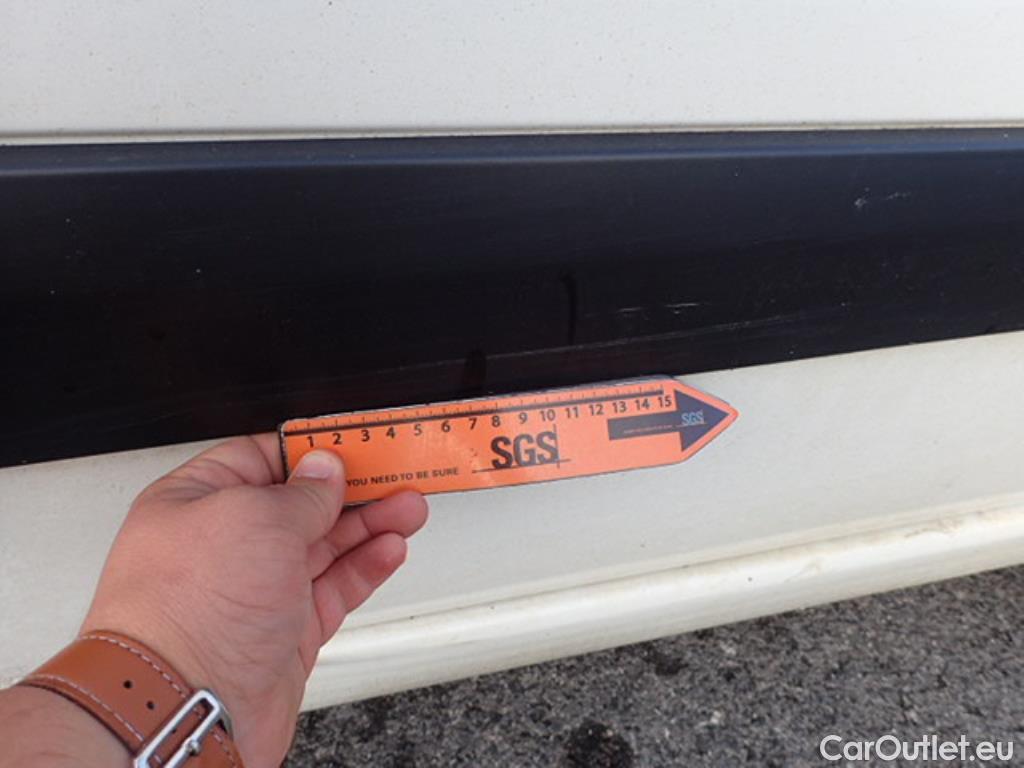 1 2 3 4 5 6 7 8 9 10 11 12 13 14 15
SGS
SGS
YOU NEED TO BE SURE
CarOutlet.eu